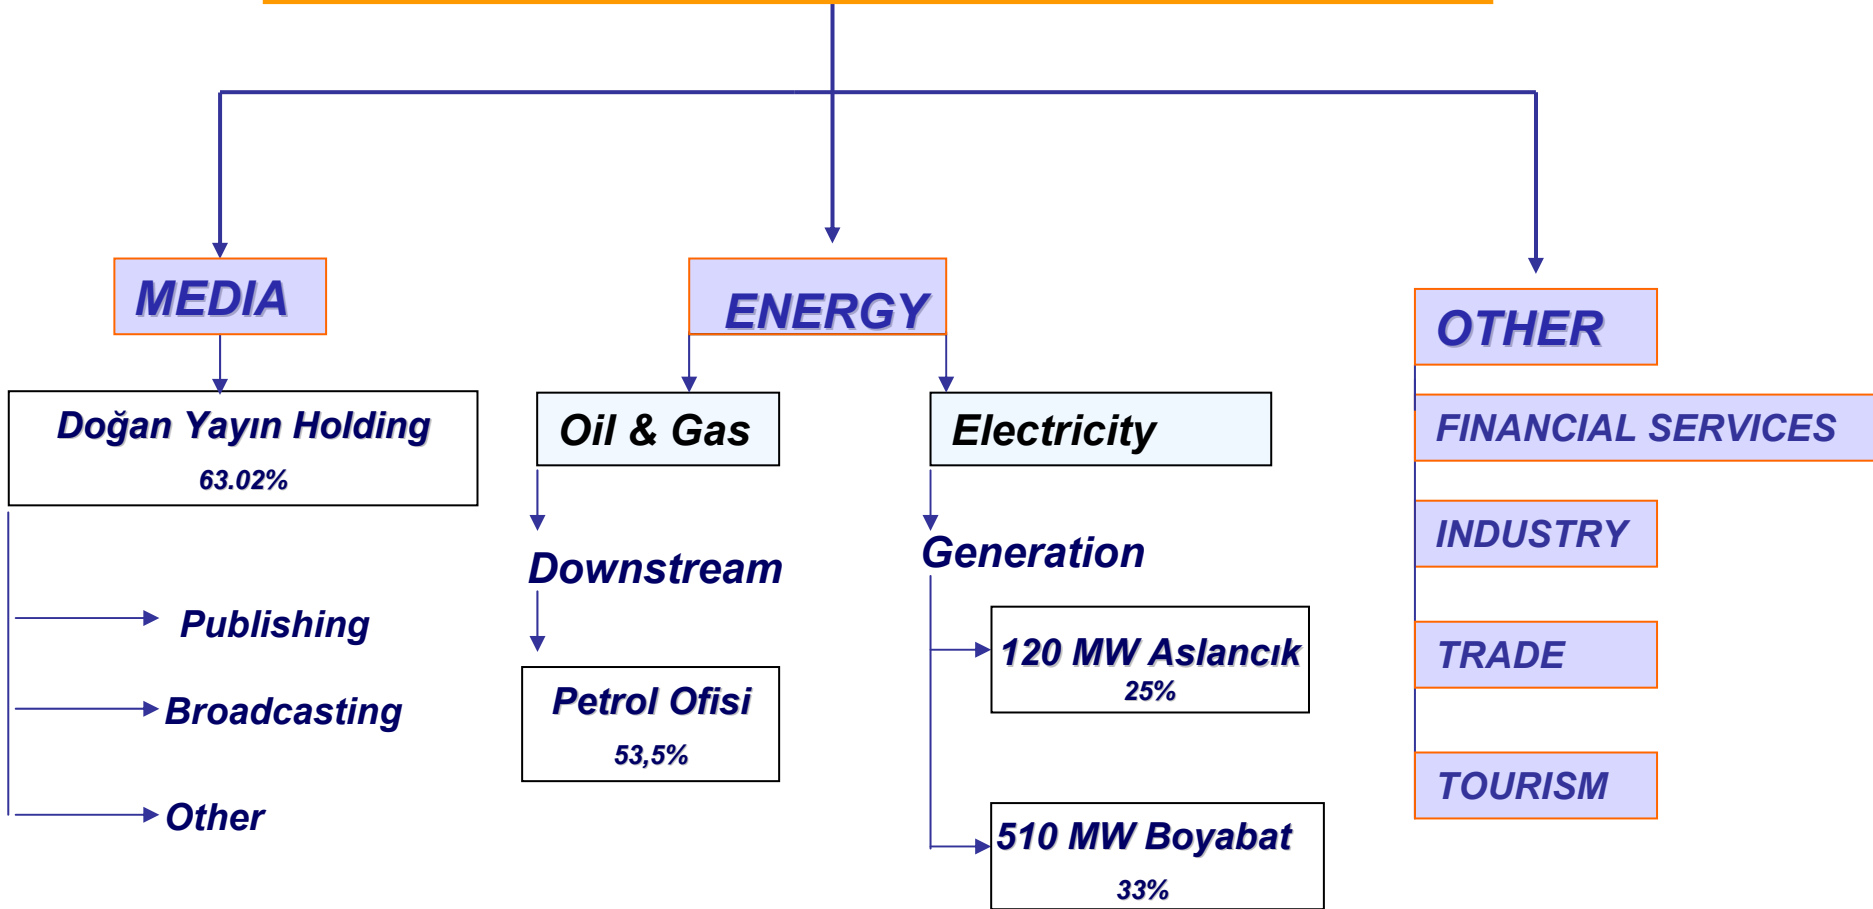 MEDIA
Doğan Yayın Holding
63.02%
Publishing
Broadcasting
Other
ENERGY
Oil & Gas
Downstream
Petrol Ofisi
53,5%
Electricity
Generation
120 MW Aslancık
25%
510 MW Boyabat
33%
OTHER
FINANCIAL SERVICES
INDUSTRY
TRADE
TOURISM